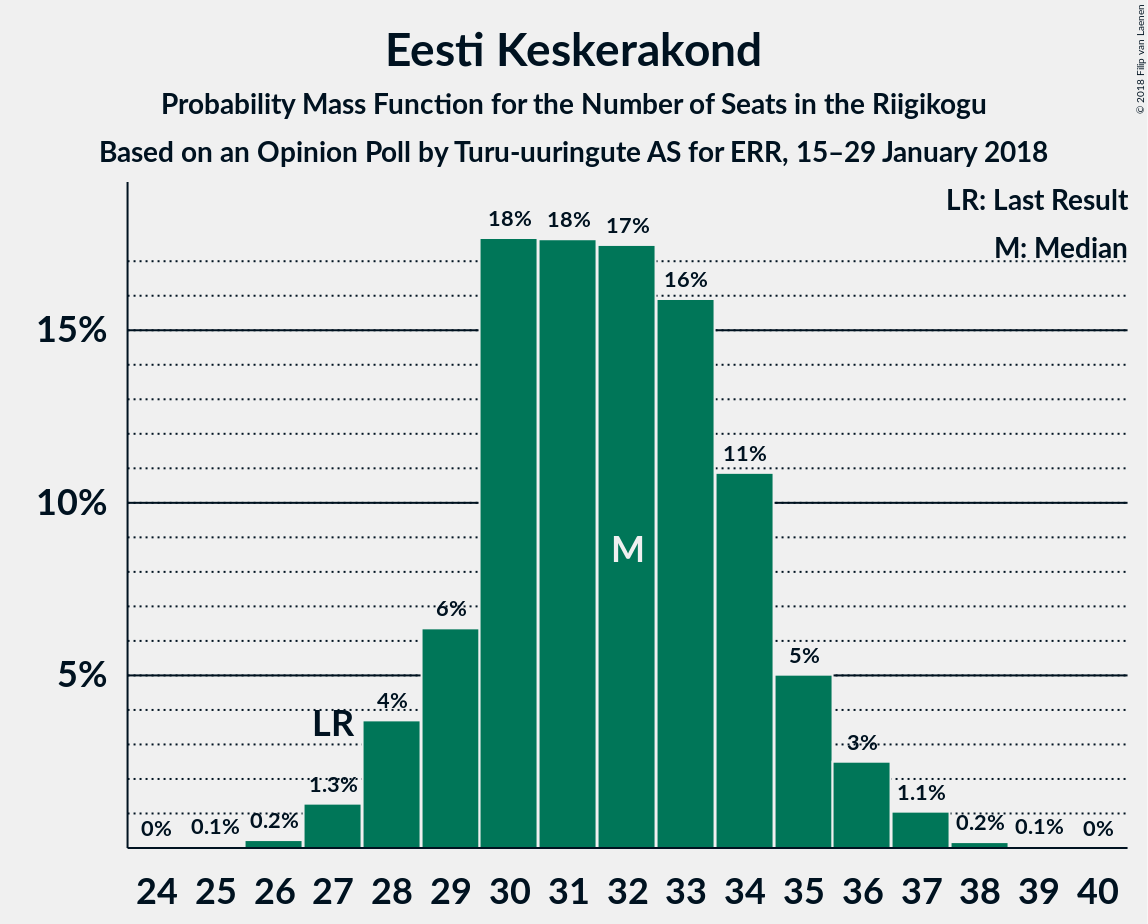 Eesti Keskerakond
Probability Mass Function for the Number of Seats in the Riigikogu
Based on an Opinion Poll by Turu-uuringute AS for ERR, 15–29 January 2018
© 2018 Filip van Laenen
LR: Last Result
M: Median
15%
10%
5%
0%
0.1%
0.2%
1.3%
LR
4%
6%
18%
18%
17%
M
16%
11%
5%
3%
1.1%
0.2%
0.1%
0%
24 25 26 27 28 29 30 31 32 33 34 35 36 37 38 39 40